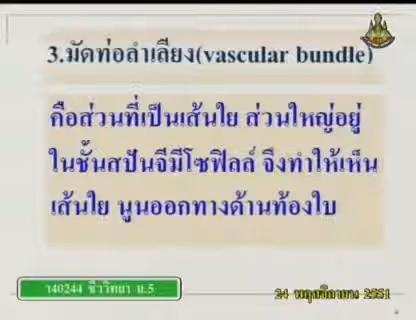 3.มัดท่อลำเลียง(vascular bundle)
คือส่วนที่เป็นเส้นใย ส่วนใหญ่อยู่
ในชั้นสปันจีมีโซฟิลล์ จึงทำให้เห็น
เส้นใย นูนออกทางด้านท้องใบ
ว40244 ชีววิทยา ม.5
24 พฤศจิกายน 2551